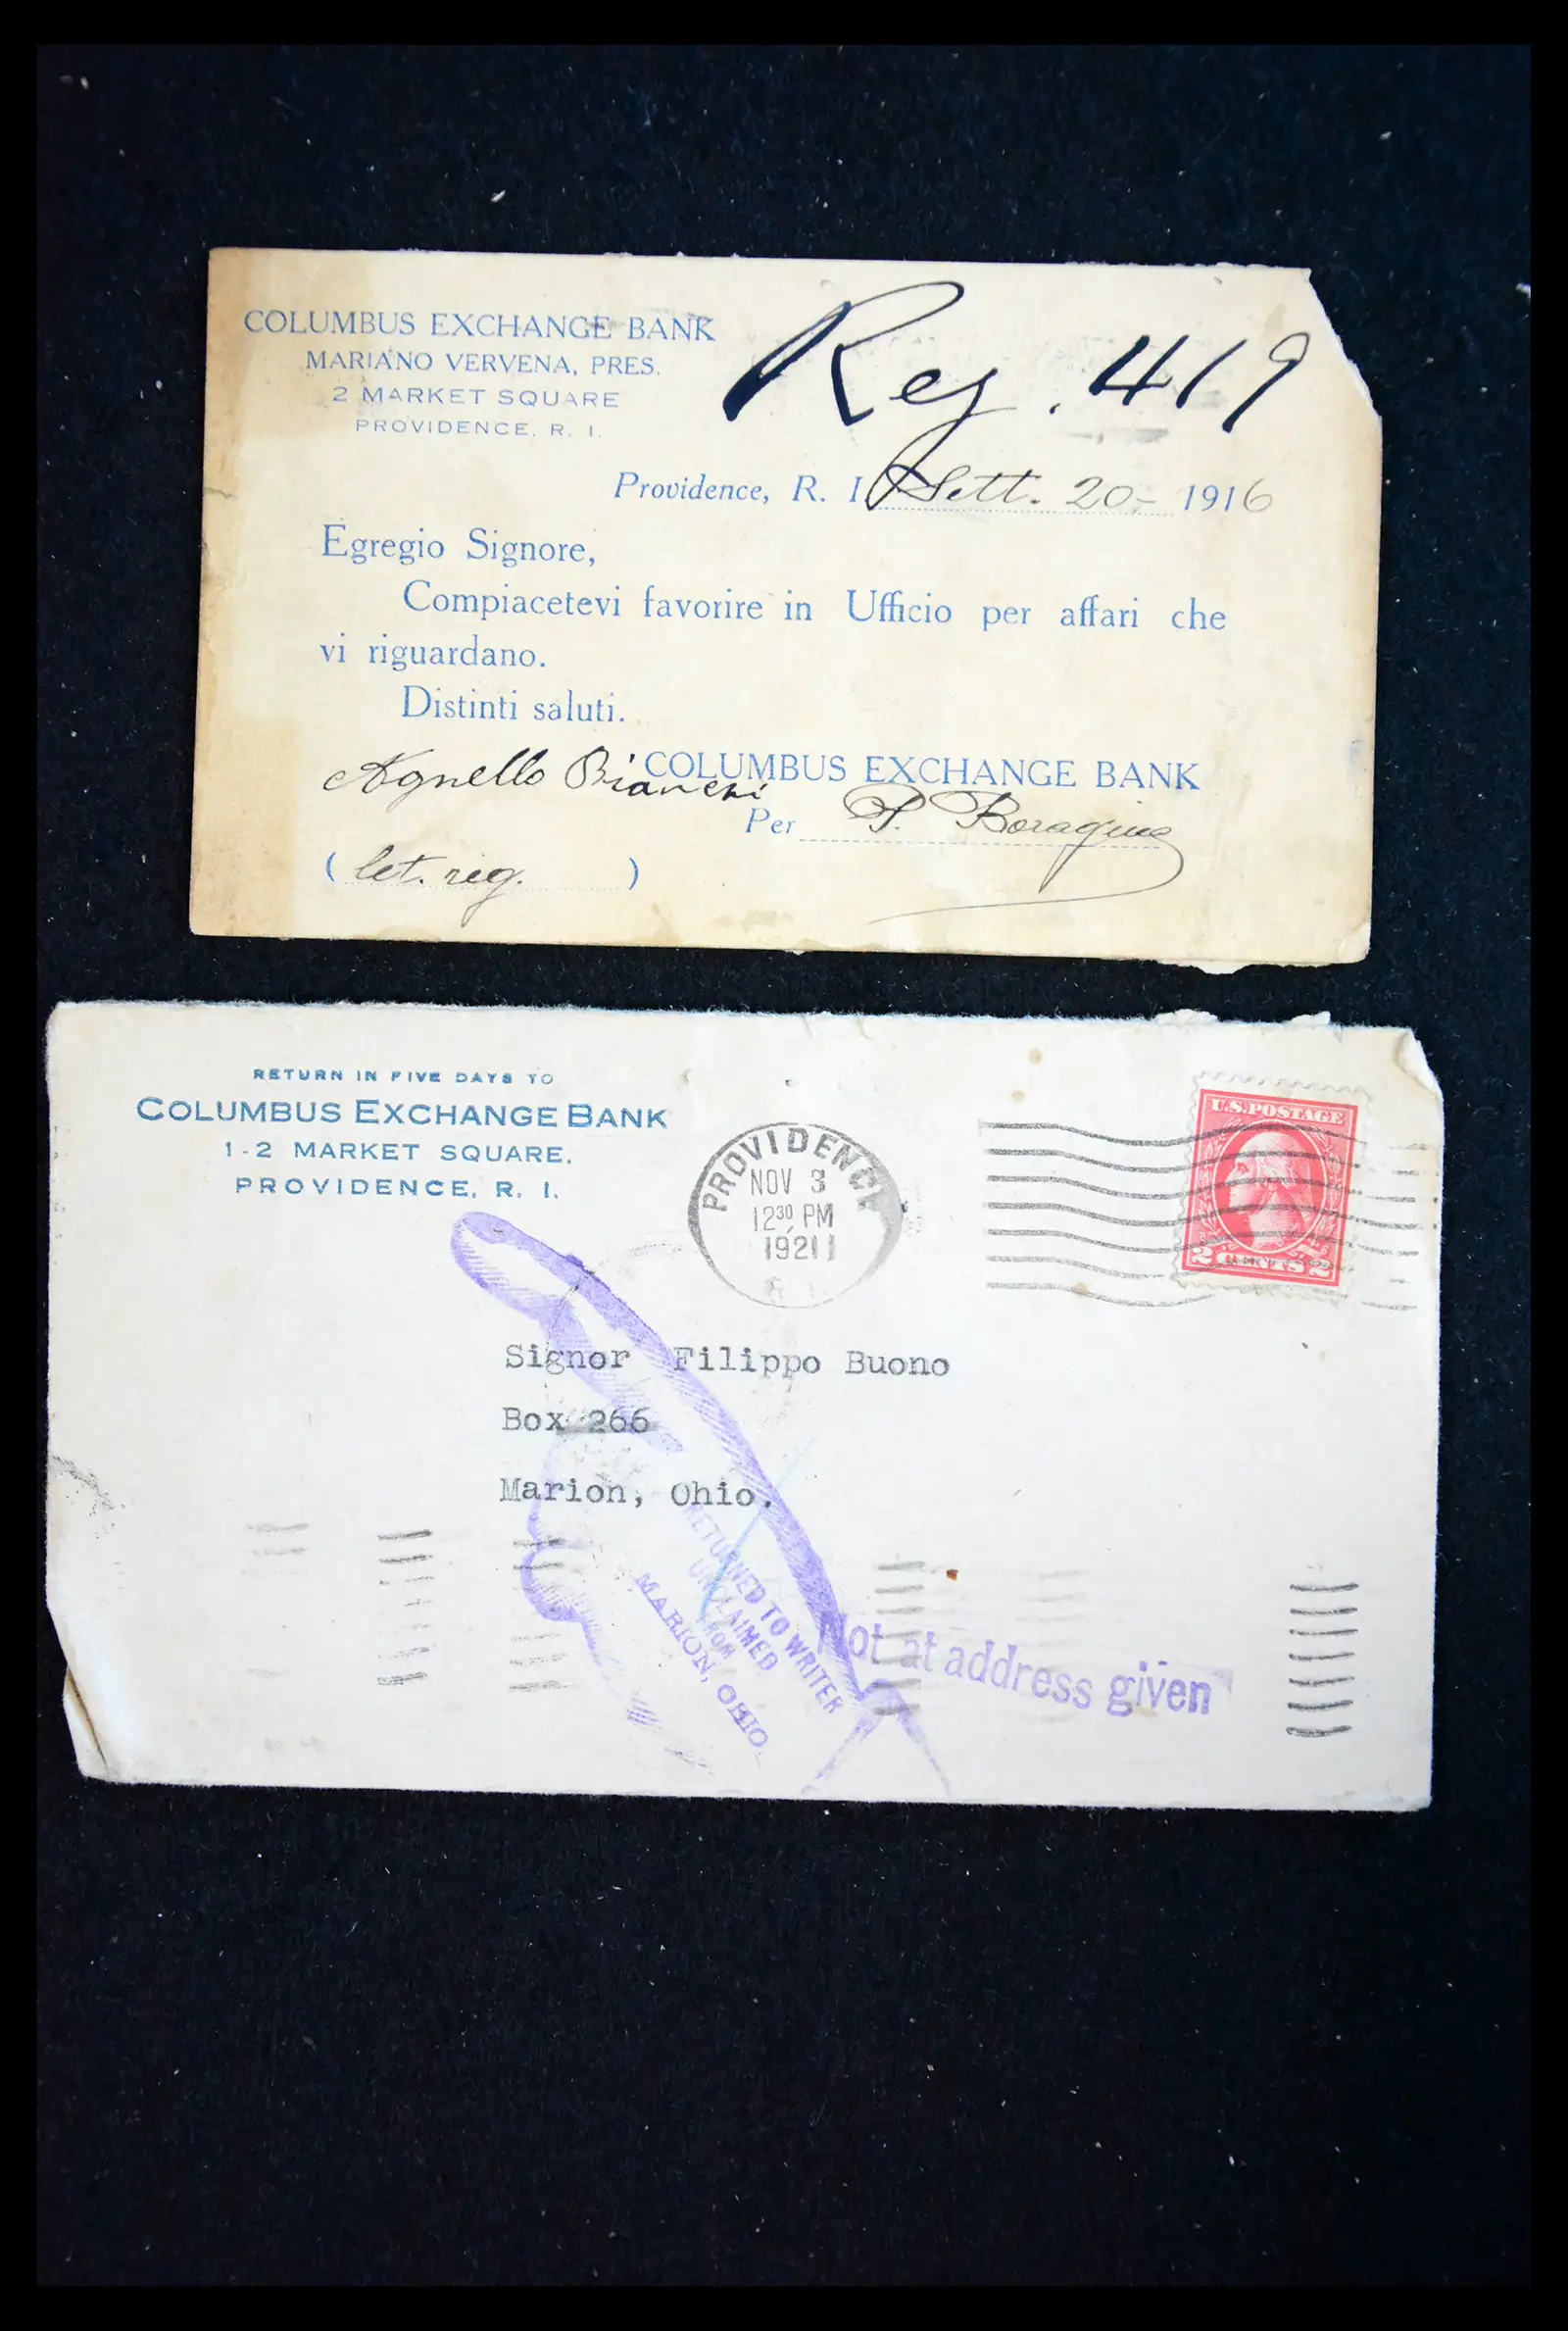 COLUMBUS EXCHANGE BANK
MARIANO VERVENA, PRES.
2 MARKET SQUARE
PROVIDENCE, R. I.
Reg. 419
Providence, R. I. Sett. 20- 1916
Egregio Signore,
Compiacetevi favorire in Ufficio per affari che
vi riguardano.
Distinti saluti.
Agnello Bianchi
COLUMBUS EXCHANGE BANK
Per P. Boragine
( let. reg. )
RETURN IN FIVE DAYS TO
COLUMBUS EXCHANGE BANK
1-2 MARKET SQUARE.
PROVIDENCE, R. I.
PROVIDENCE
NOV 3
1230 PM
1921
U.S. POSTAGE
2 CENTS 2
Signor Filippo Buono
Box 266
Marion, Ohio.
RETURNED TO WRITER
UNCLAIMED
FROM
MARION, OHIO.
Not at address given